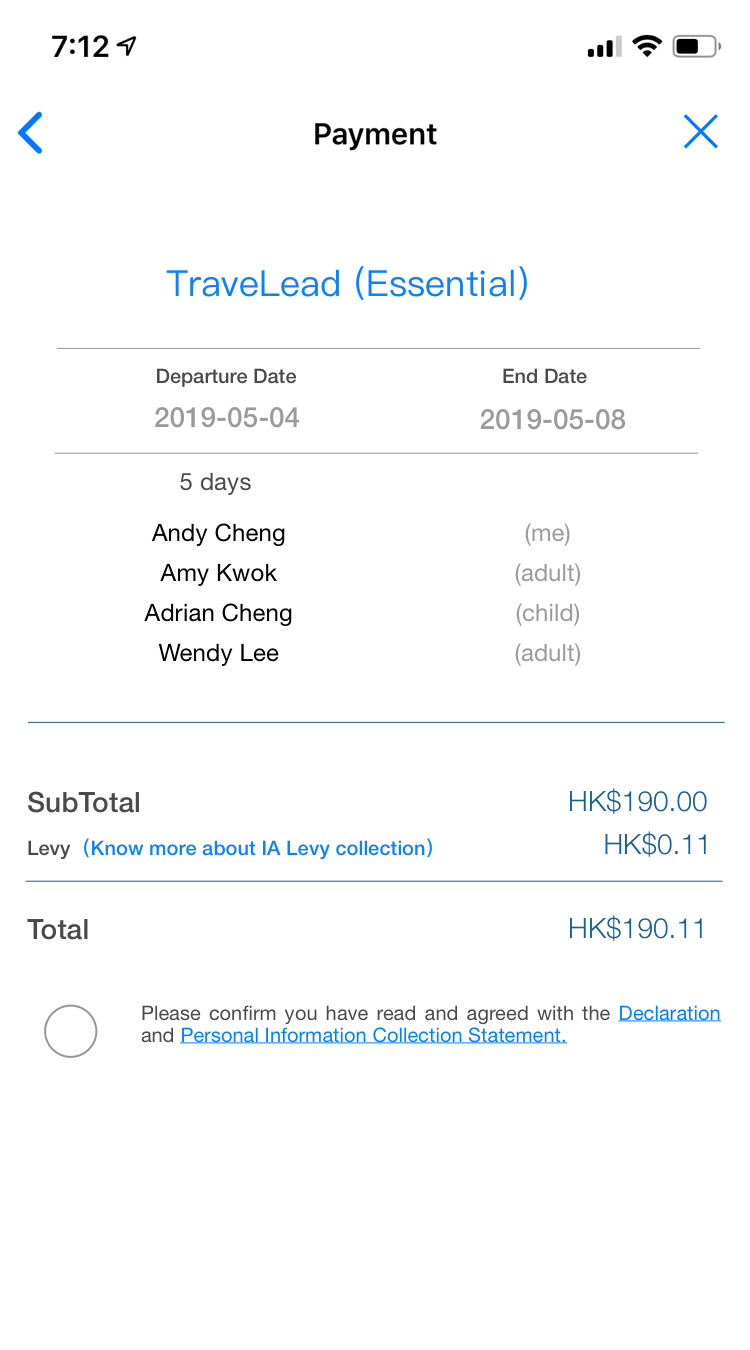 7:12
Payment
TraveLead (Essential)
Departure Date End Date
2019-05-04 2019-05-08
5 days
Andy Cheng (me)
Amy Kwok (adult)
Adrian Cheng (child)
Wendy Lee (adult)
SubTotal HK$190.00
Levy (Know more about IA Levy collection) HK$0.11
Total HK$190.11
Please confirm you have read and agreed with the Declaration
and Personal Information Collection Statement.